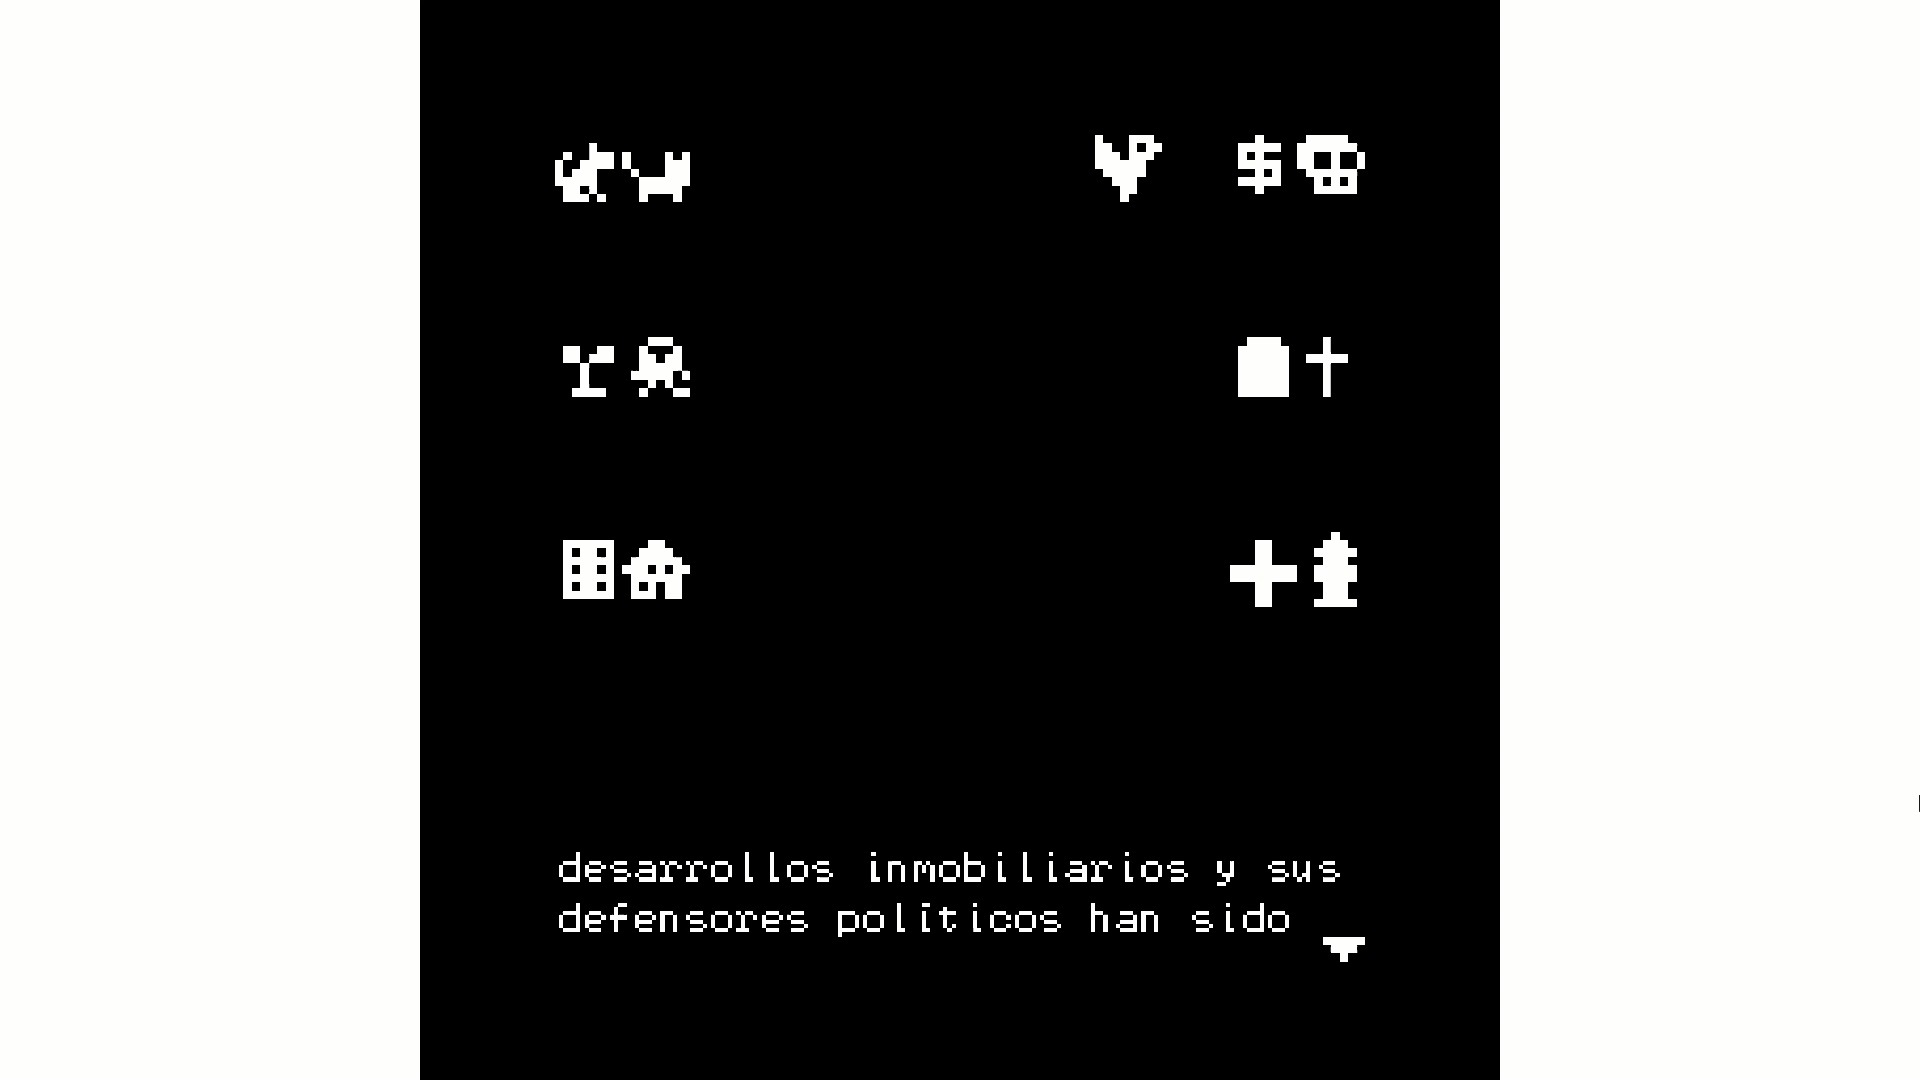 $
desarrollos inmobiliarios y sus
defensores políticos han sido